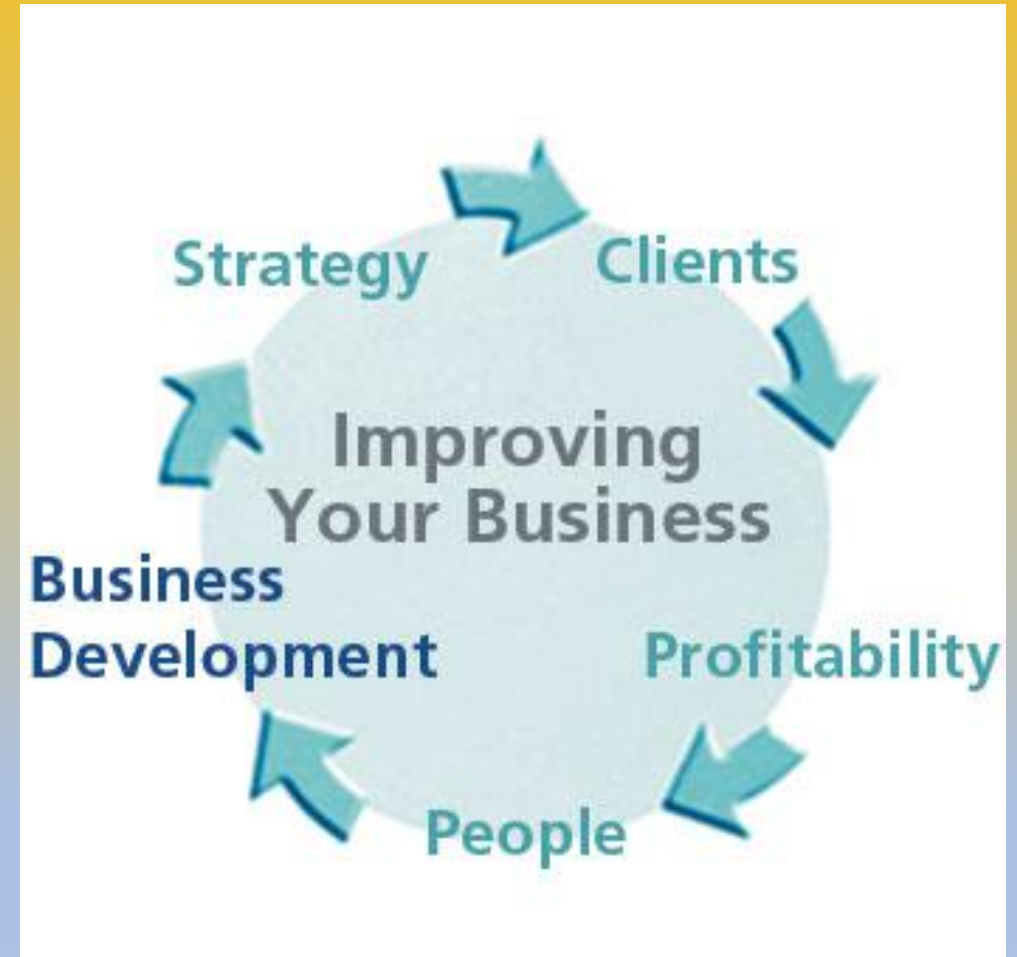 Strategy
Clients
Improving
Your Business
Business
Development
Profitability
People